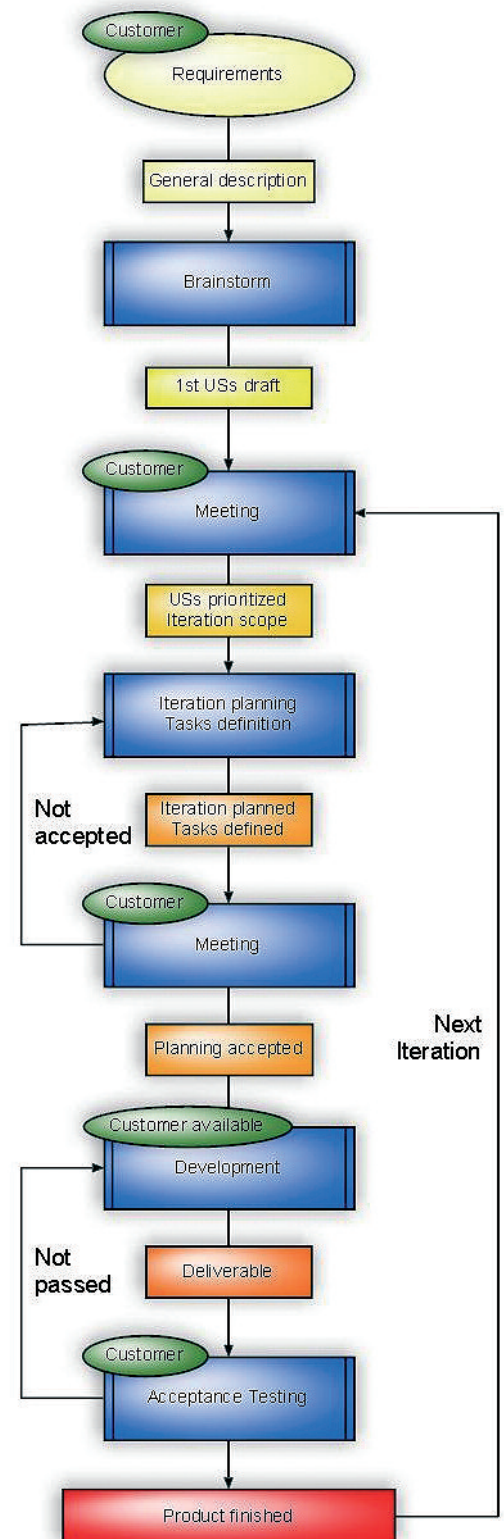 Customer
Requirements
General description
Brainstorm
1st USs draft
Customer
Meeting
USs prioritized
Iteration scope
Iteration planning
Tasks definition
Not
accepted
Iteration planned
Tasks defined
Customer
Meeting
Next
Iteration
Planning accepted
Customer available
Development
Not
passed
Deliverable
Customer
Acceptance Testing
Product finished